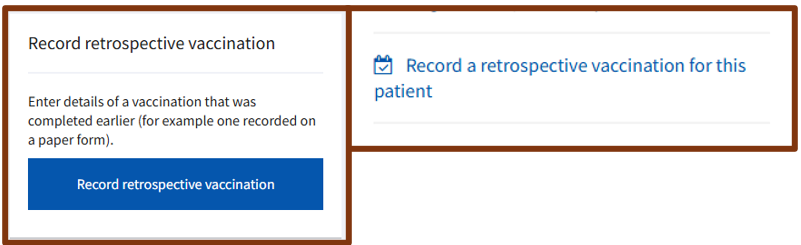 Record retrospective vaccination
Enter details of a vaccination that was
completed earlier (for example one recorded on
a paper form).
Record retrospective vaccination
Record a retrospective vaccination for this
patient